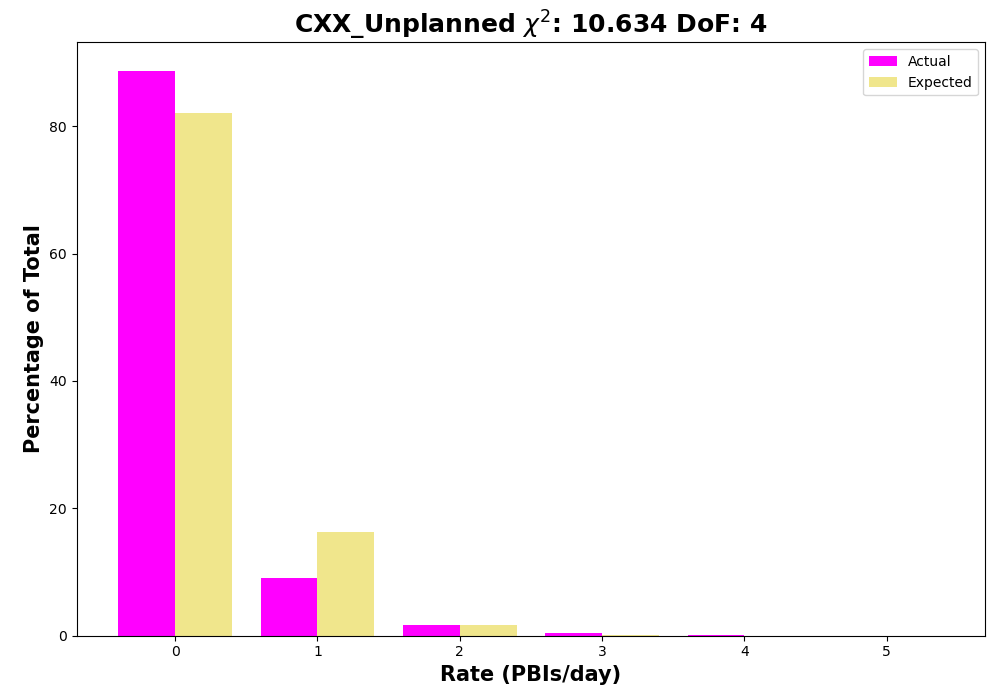 CXX_Unplanned χ²: 10.634 DoF: 4
Actual
Expected
Percentage of Total
80
60
40
20
0
0 1 2 3 4 5
Rate (PBIs/day)